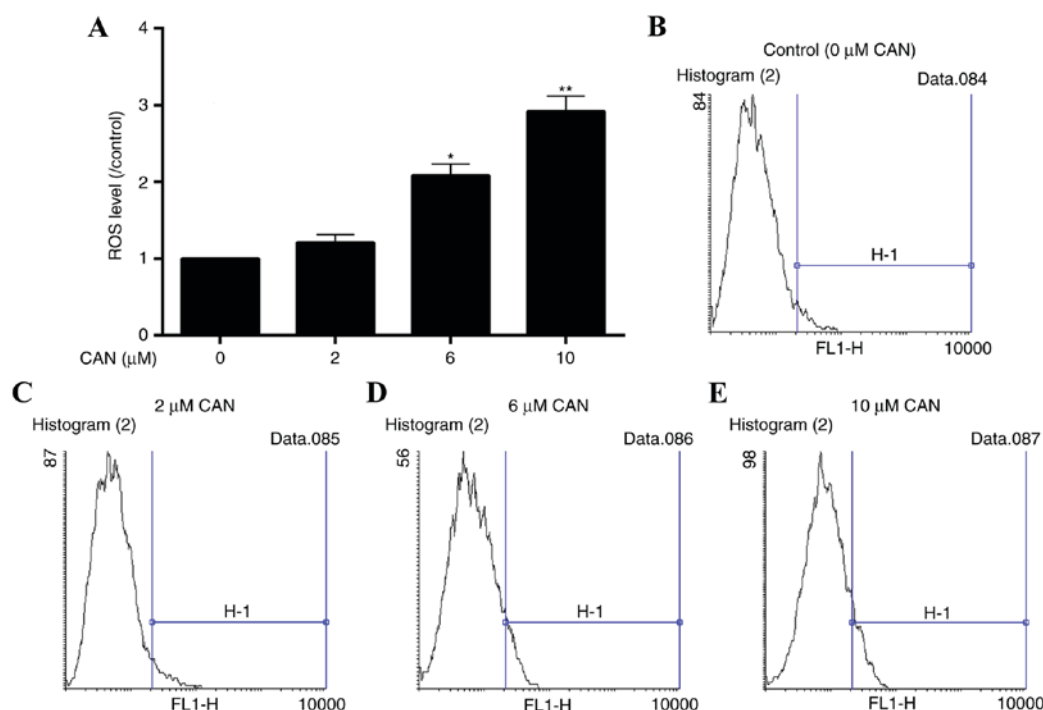 A
ROS level (/control)
4
3
2
1
0
*
**
CAN (μM)
0
2
6
10
B
Control (0 μM CAN)
Histogram (2)
Data.084
84
H-1
FL1-H
10000
C
2 μM CAN
Histogram (2)
Data.085
87
H-1
FL1-H
10000
D
6 μM CAN
Histogram (2)
Data.086
56
H-1
FL1-H
10000
E
10 μM CAN
Histogram (2)
Data.087
98
H-1
FL1-H
10000